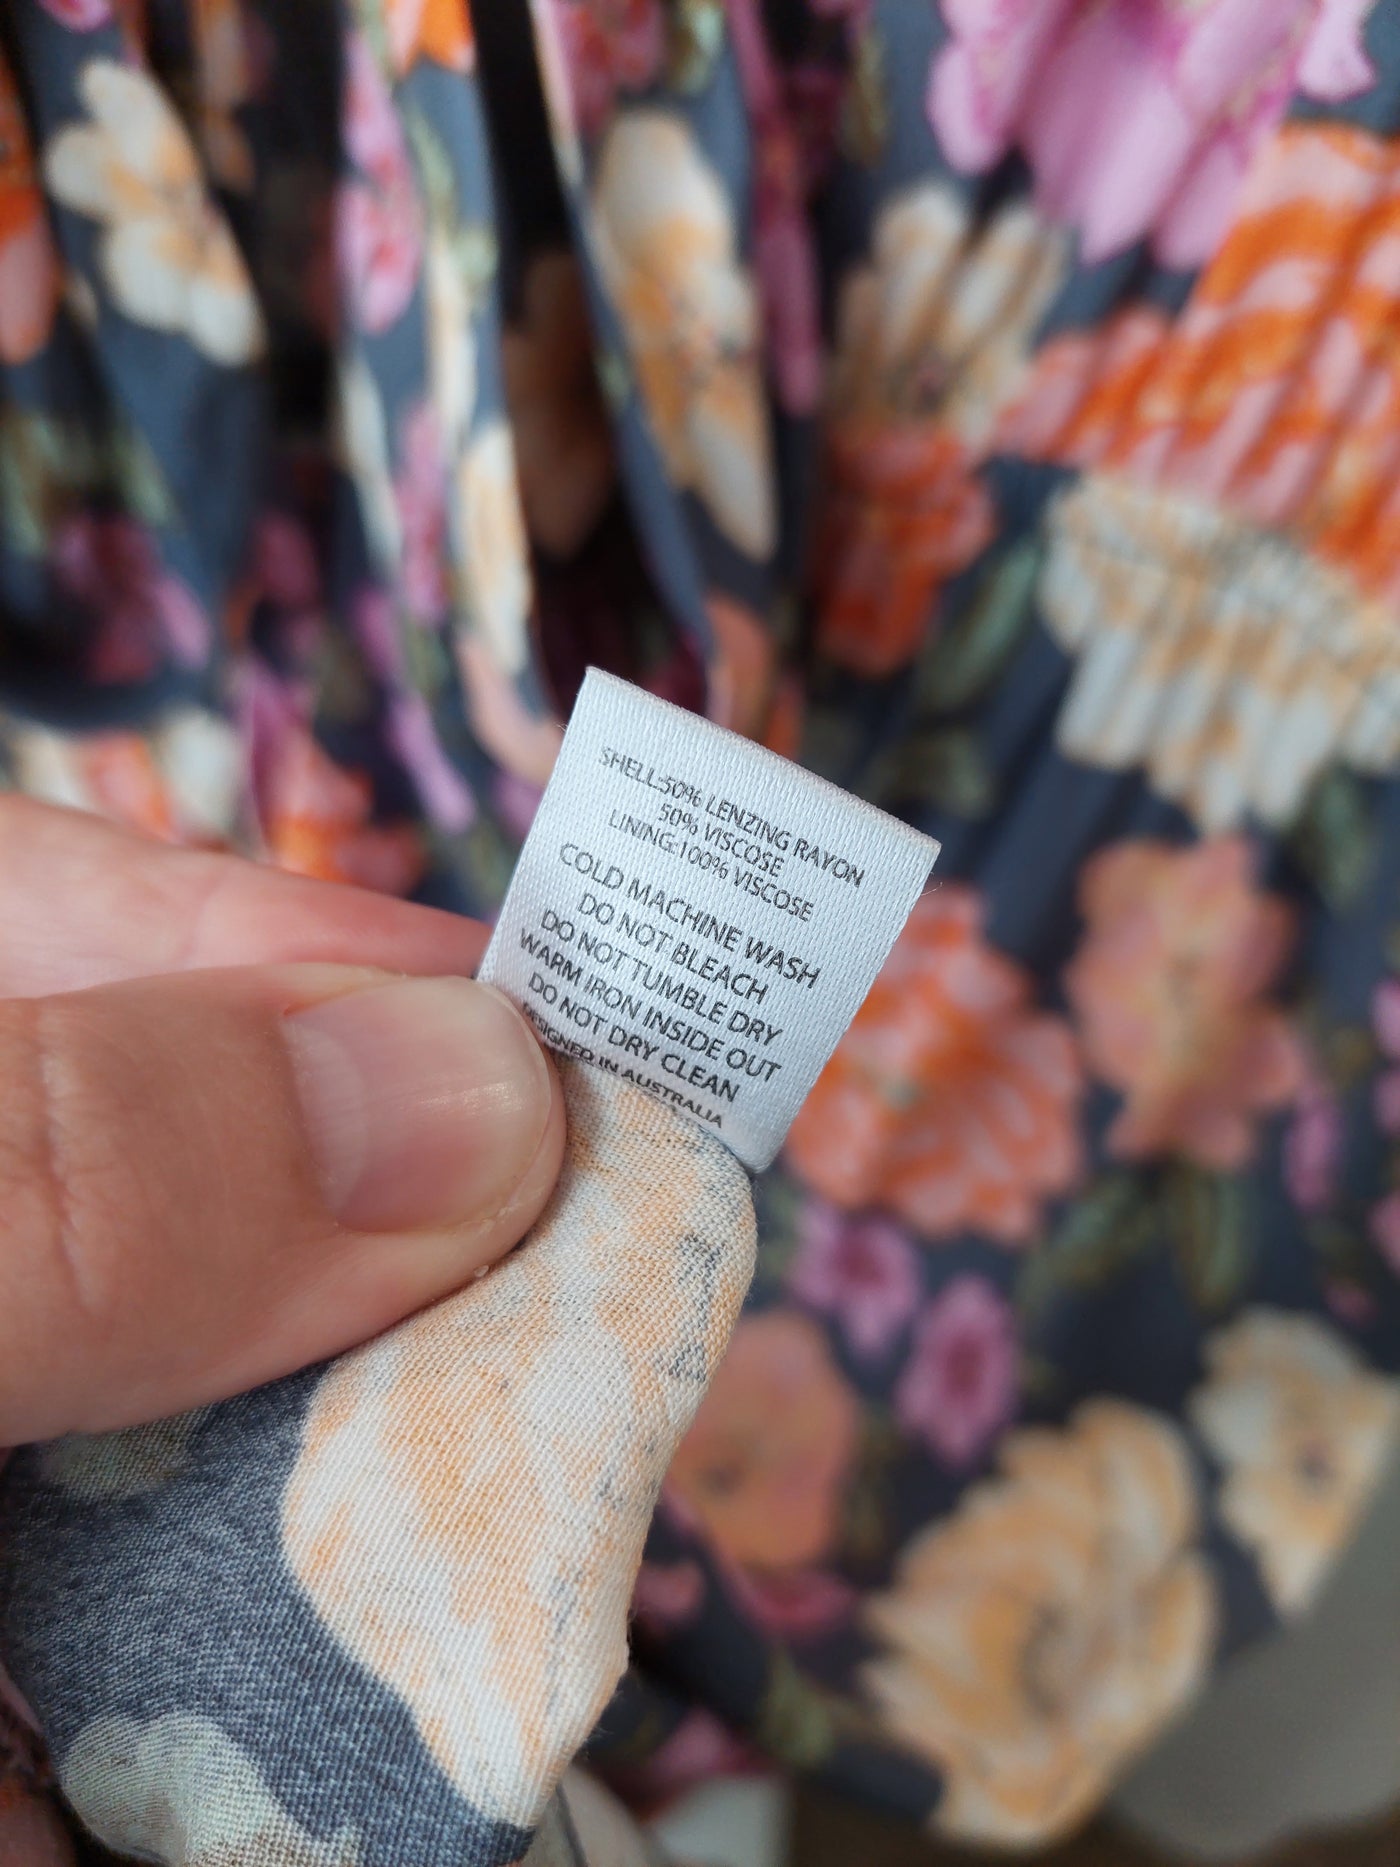 SHELL:50% LENZING RAYON
50% VISCOSE
LINING:100% VISCOSE
COLD MACHINE WASH
DO NOT BLEACH
DO NOT TUMBLE DRY
WARM IRON INSIDE OUT
DO NOT DRY CLEAN
DESIGNED IN AUSTRALIA